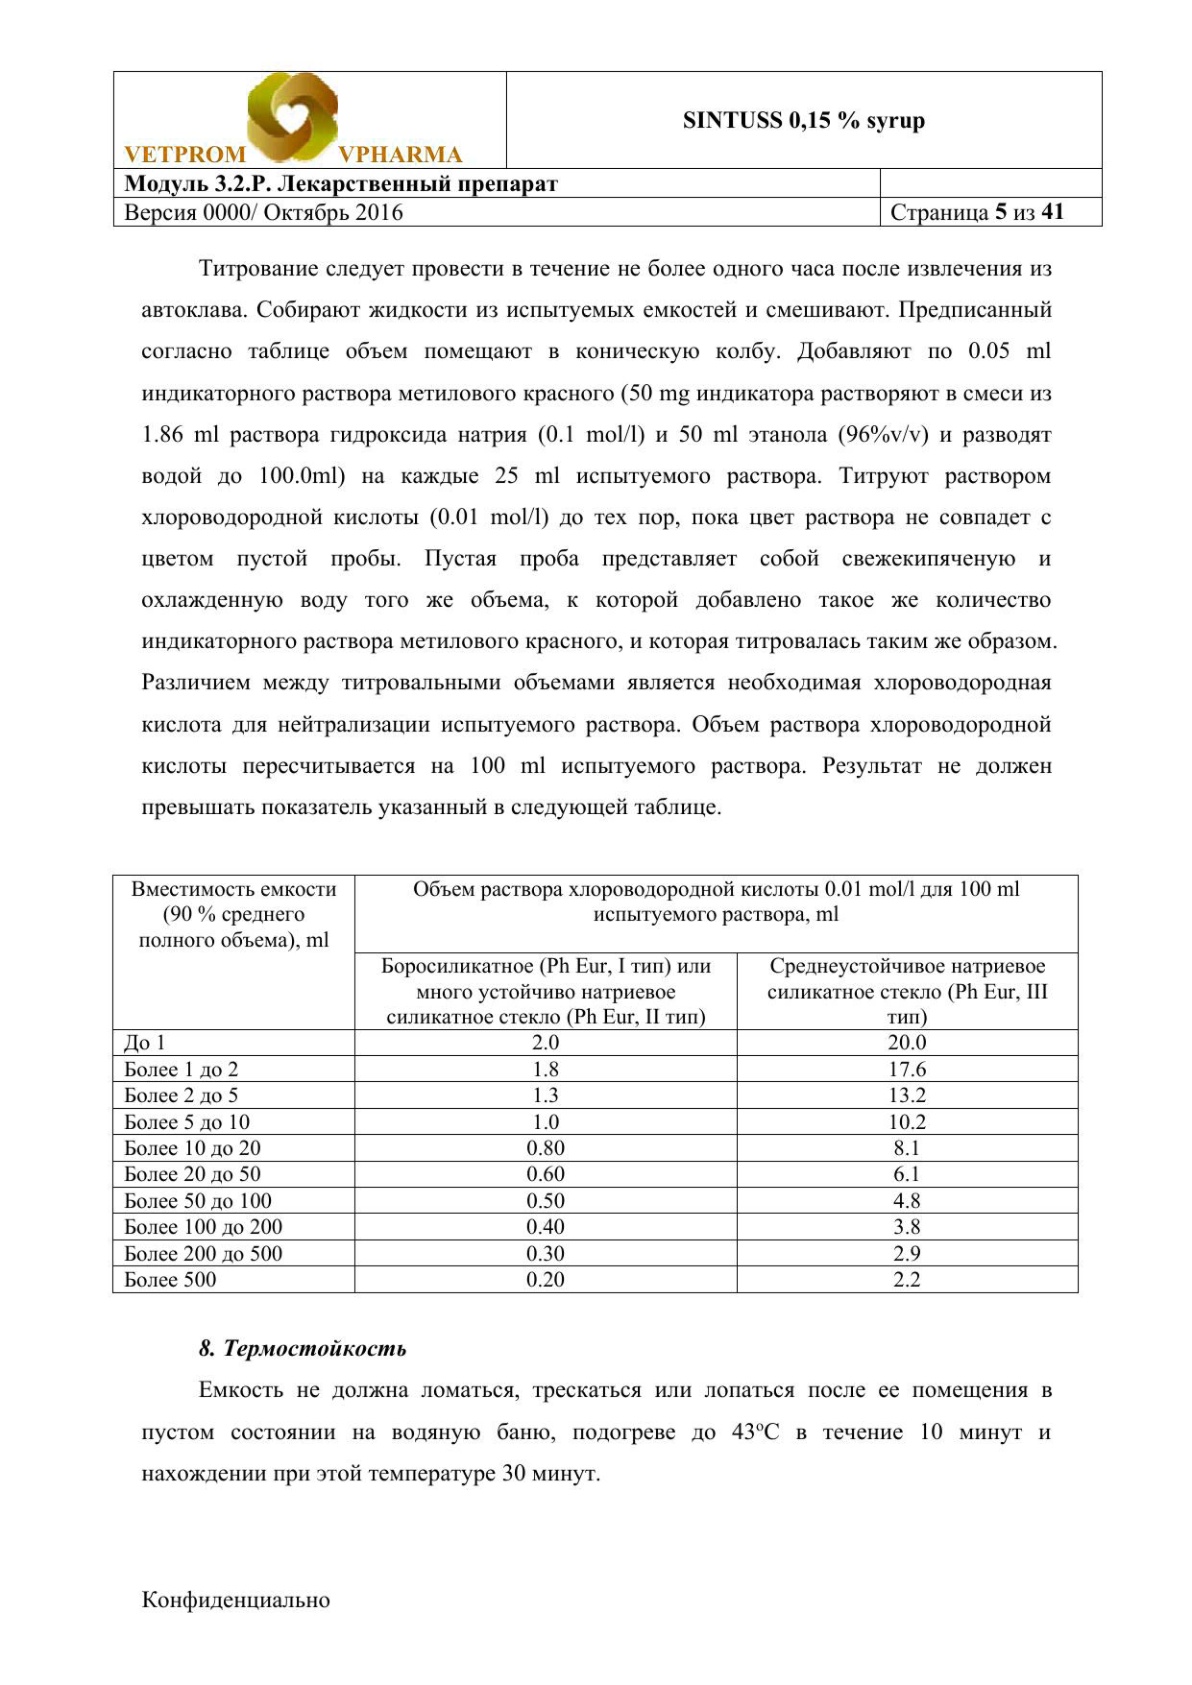 VETPROM VPHARMA
SINTUSS 0,15 % syrup
Модуль 3.2.P. Лекарственный препарат
Версия 0000/ Октябрь 2016
Страница 5 из 41
Титрование следует провести в течение не более одного часа после извлечения из
автоклава. Собирают жидкости из испытуемых емкостей и смешивают. Предписанный
согласно таблице объем помещают в коническую колбу. Добавляют по 0.05 ml
индикаторного раствора метилового красного (50 mg индикатора растворяют в смеси из
1.86 ml раствора гидроксида натрия (0.1 mol/l) и 50 ml этанола (96%v/v) и разводят
водой до 100.0ml) на каждые 25 ml испытуемого раствора. Титруют раствором
хлороводородной кислоты (0.01 mol/l) до тех пор, пока цвет раствора не совпадет с
цветом пустой пробы. Пустая проба представляет собой свежекипяченую и
охлажденную воду того же объема, к которой добавлено такое же количество
индикаторного раствора метилового красного, и которая титровалась таким же образом.
Различием между титровальными объемами является необходимая хлороводородная
кислота для нейтрализации испытуемого раствора. Объем раствора хлороводородной
кислоты пересчитывается на 100 ml испытуемого раствора. Результат не должен
превышать показатель указанный в следующей таблице.
Вместимость емкости
(90 % среднего
полного объема), ml
Объем раствора хлороводородной кислоты 0.01 mol/l для 100 ml
испытуемого раствора, ml
Боросиликатное (Ph Eur, I тип) или
много устойчиво натриевое
силикатное стекло (Ph Eur, II тип)
Среднеустойчивое натриевое
силикатное стекло (Ph Eur, III
тип)
До 1 2.0 20.0
Более 1 до 2 1.8 17.6
Более 2 до 5 1.3 13.2
Более 5 до 10 1.0 10.2
Более 10 до 20 0.80 8.1
Более 20 до 50 0.60 6.1
Более 50 до 100 0.50 4.8
Более 100 до 200 0.40 3.8
Более 200 до 500 0.30 2.9
Более 500 0.20 2.2
8. Термостойкость
Емкость не должна ломаться, трескаться или лопаться после ее помещения в
пустом состоянии на водяную баню, подогреве до 43ºC в течение 10 минут и
нахождении при этой температуре 30 минут.
Конфиденциально